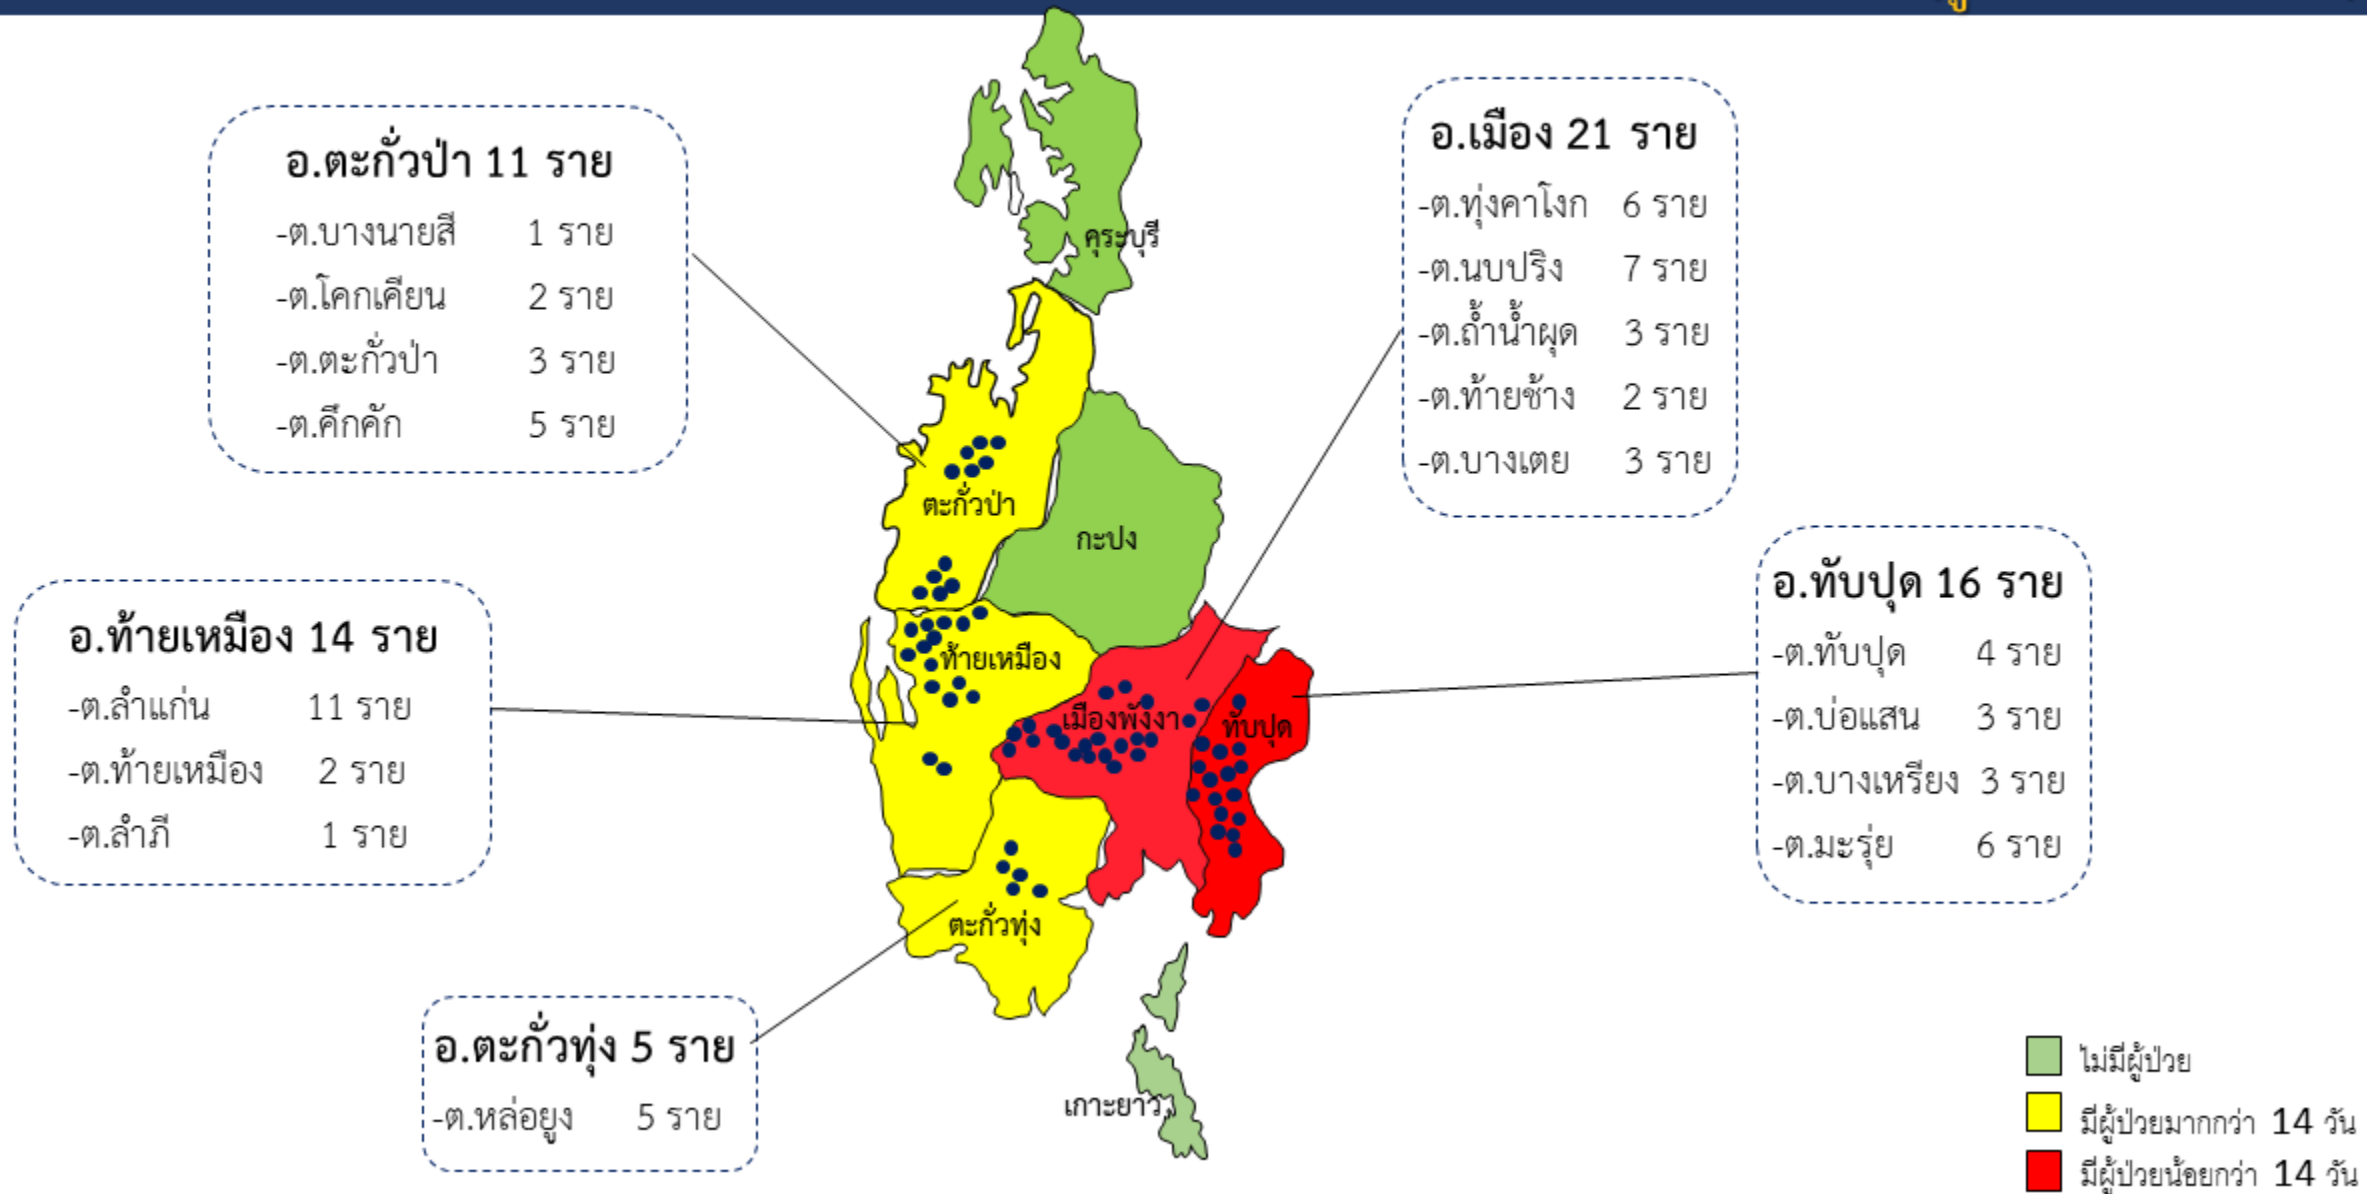 อ.ตะกั่วป่า 11 ราย
-ต.บางนายสี 1 ราย
-ต.โคกเคียน 2 ราย
-ต.ตะกั่วป่า 3 ราย
-ต.คึกคัก 5 ราย
อ.เมือง 21 ราย
-ต.ทุ่งคาโงก 6 ราย
-ต.นบปริง 7 ราย
-ต.ถ้ำน้ำผุด 3 ราย
-ต.ท้ายช้าง 2 ราย
-ต.บางเตย 3 ราย
อ.ท้ายเหมือง 14 ราย
-ต.ลำแก่น 11 ราย
-ต.ท้ายเหมือง 2 ราย
-ต.ลำภี 1 ราย
อ.ทับปุด 16 ราย
-ต.ทับปุด 4 ราย
-ต.บ่อแสน 3 ราย
-ต.บางเหรียง 3 ราย
-ต.มะรุ่ย 6 ราย
อ.ตะกั่วทุ่ง 5 ราย
-ต.หล่อยูง 5 ราย
คุระบุรี
ตะกั่วป่า
กะปง
ท้ายเหมือง
เมืองพังงา
ทับปุด
ตะกั่วทุ่ง
เกาะยาว
ไม่มีผู้ป่วย
มีผู้ป่วยมากกว่า 14 วัน
มีผู้ป่วยน้อยกว่า 14 วัน